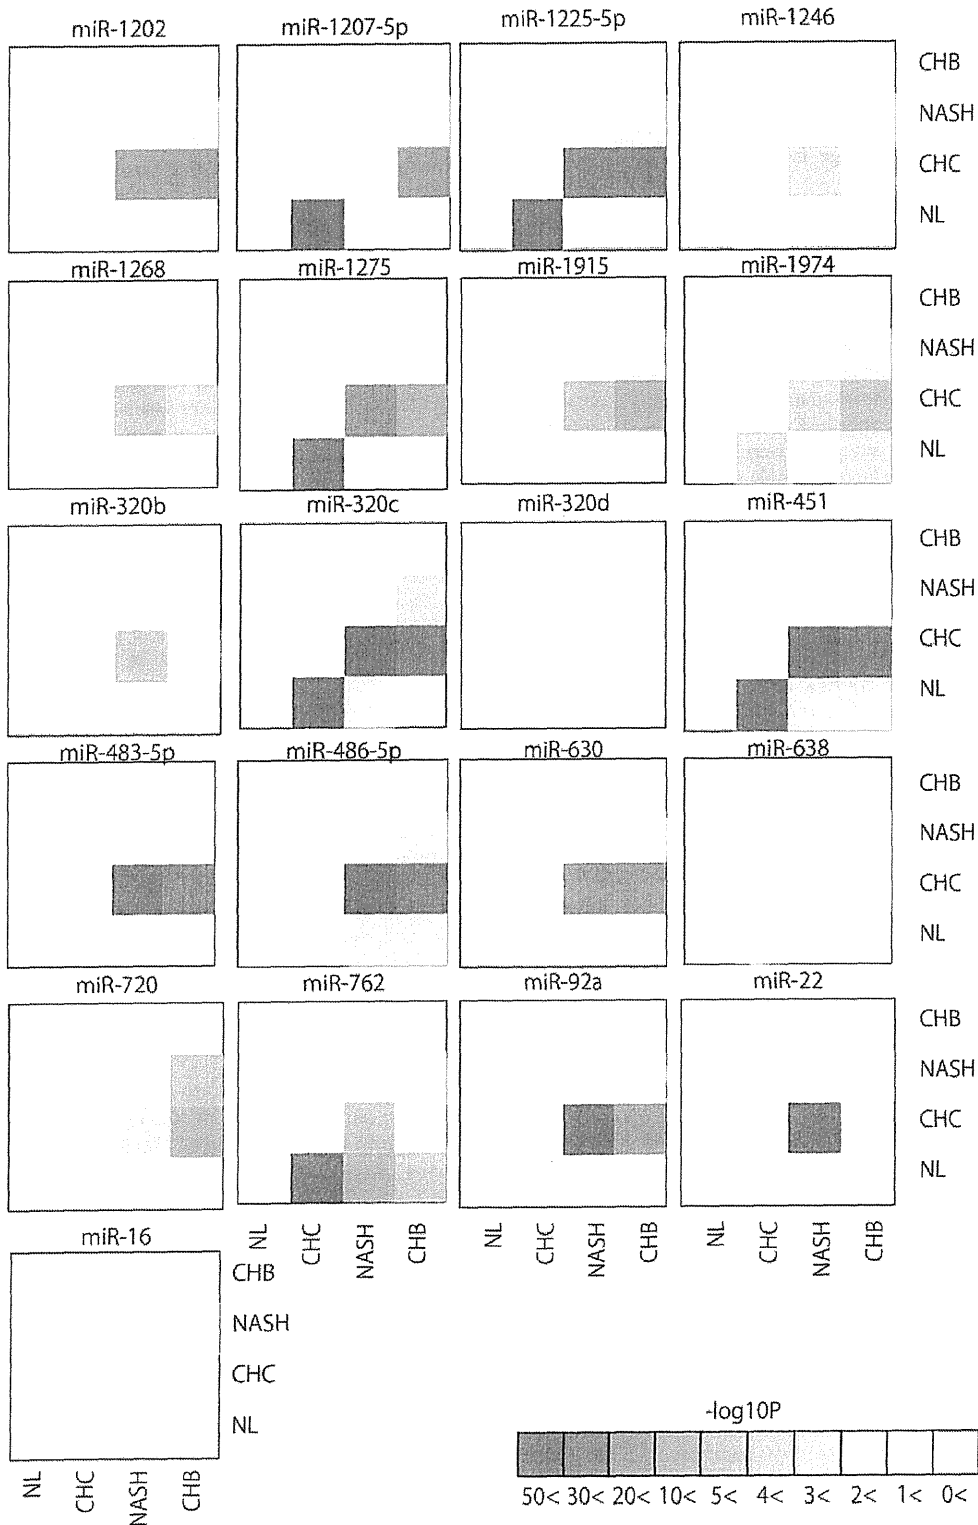 miR-1202 miR-1207-5p miR-1225-5p miR-1246
CHB
NASH
CHC
NL
miR-1268 miR-1275 miR-1915 miR-1974
CHB
NASH
CHC
NL
miR-320b miR-320c miR-320d miR-451
CHB
NASH
CHC
NL
miR-483-5p miR-486-5p miR-630 miR-638
CHB
NASH
CHC
NL
miR-720 miR-762 miR-92a miR-22
CHB
NASH
CHC
NL
NL CHC NASH CHB NL CHC NASH CHB NL CHC NASH CHB
miR-16
CHB
NASH
CHC
NL
NL CHC NASH CHB
-log10P
50< 30< 20< 10< 5< 4< 3< 2< 1< 0<